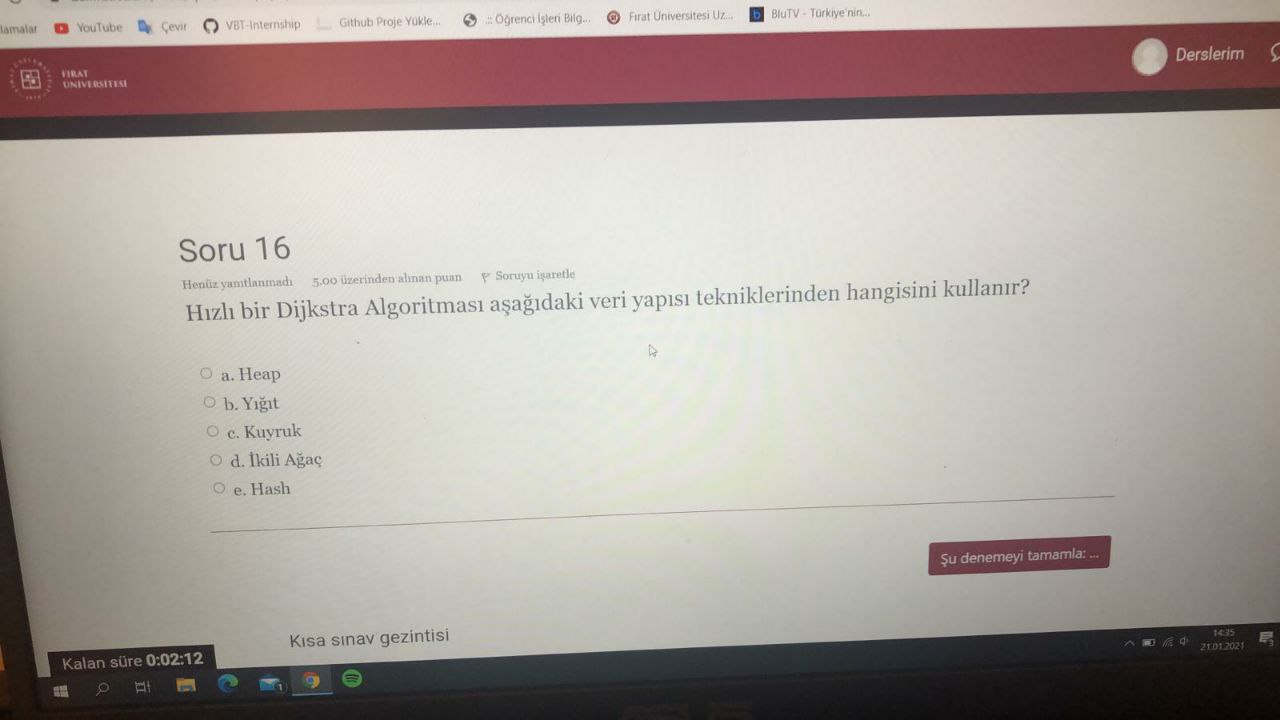 lamalar YouTube Çevir VBT-Internship Github Proje Yükle... .:: Öğrenci İşleri Bilg... Fırat Üniversitesi Uz... BluTV - Türkiye'nin...
FIRAT
ÜNİVERSİTESİ
Derslerim
Soru 16
Henüz yanıtlanmadı 5.00 üzerinden alınan puan Soruyu işaretle
Hızlı bir Dijkstra Algoritması aşağıdaki veri yapısı tekniklerinden hangisini kullanır?
a. Heap
b. Yığıt
c. Kuyruk
d. İkili Ağaç
e. Hash
Şu denemeyi tamamla: ...
Kısa sınav gezintisi
Kalan süre 0:02:12
14:35
21.01.2021